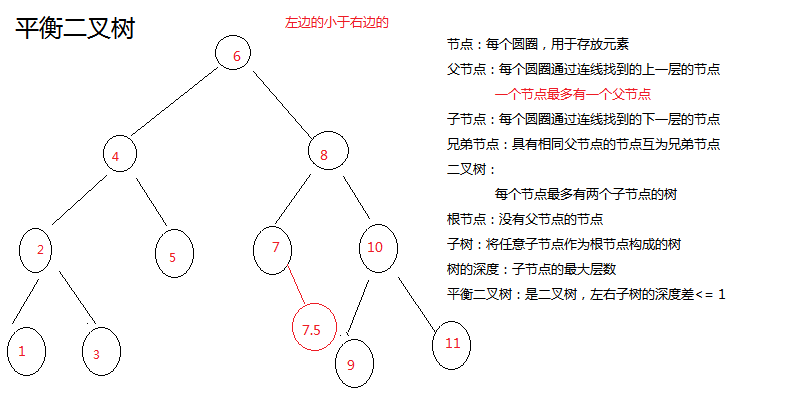 平衡二叉树
左边的小于右边的
6
4
8
2
5
7
10
7.5
1
3
9
11
节点：每个圆圈，用于存放元素
父节点：每个圆圈通过连线找到的上一层的节点
一个节点最多有一个父节点
子节点：每个圆圈通过连线找到的下一层的节点
兄弟节点：具有相同父节点的节点互为兄弟节点
二叉树：
每个节点最多有两个子节点的树
根节点：没有父节点的节点
子树：将任意子节点作为根节点构成的树
树的深度：子节点的最大层数
平衡二叉树：是二叉树，左右子树的深度差<= 1